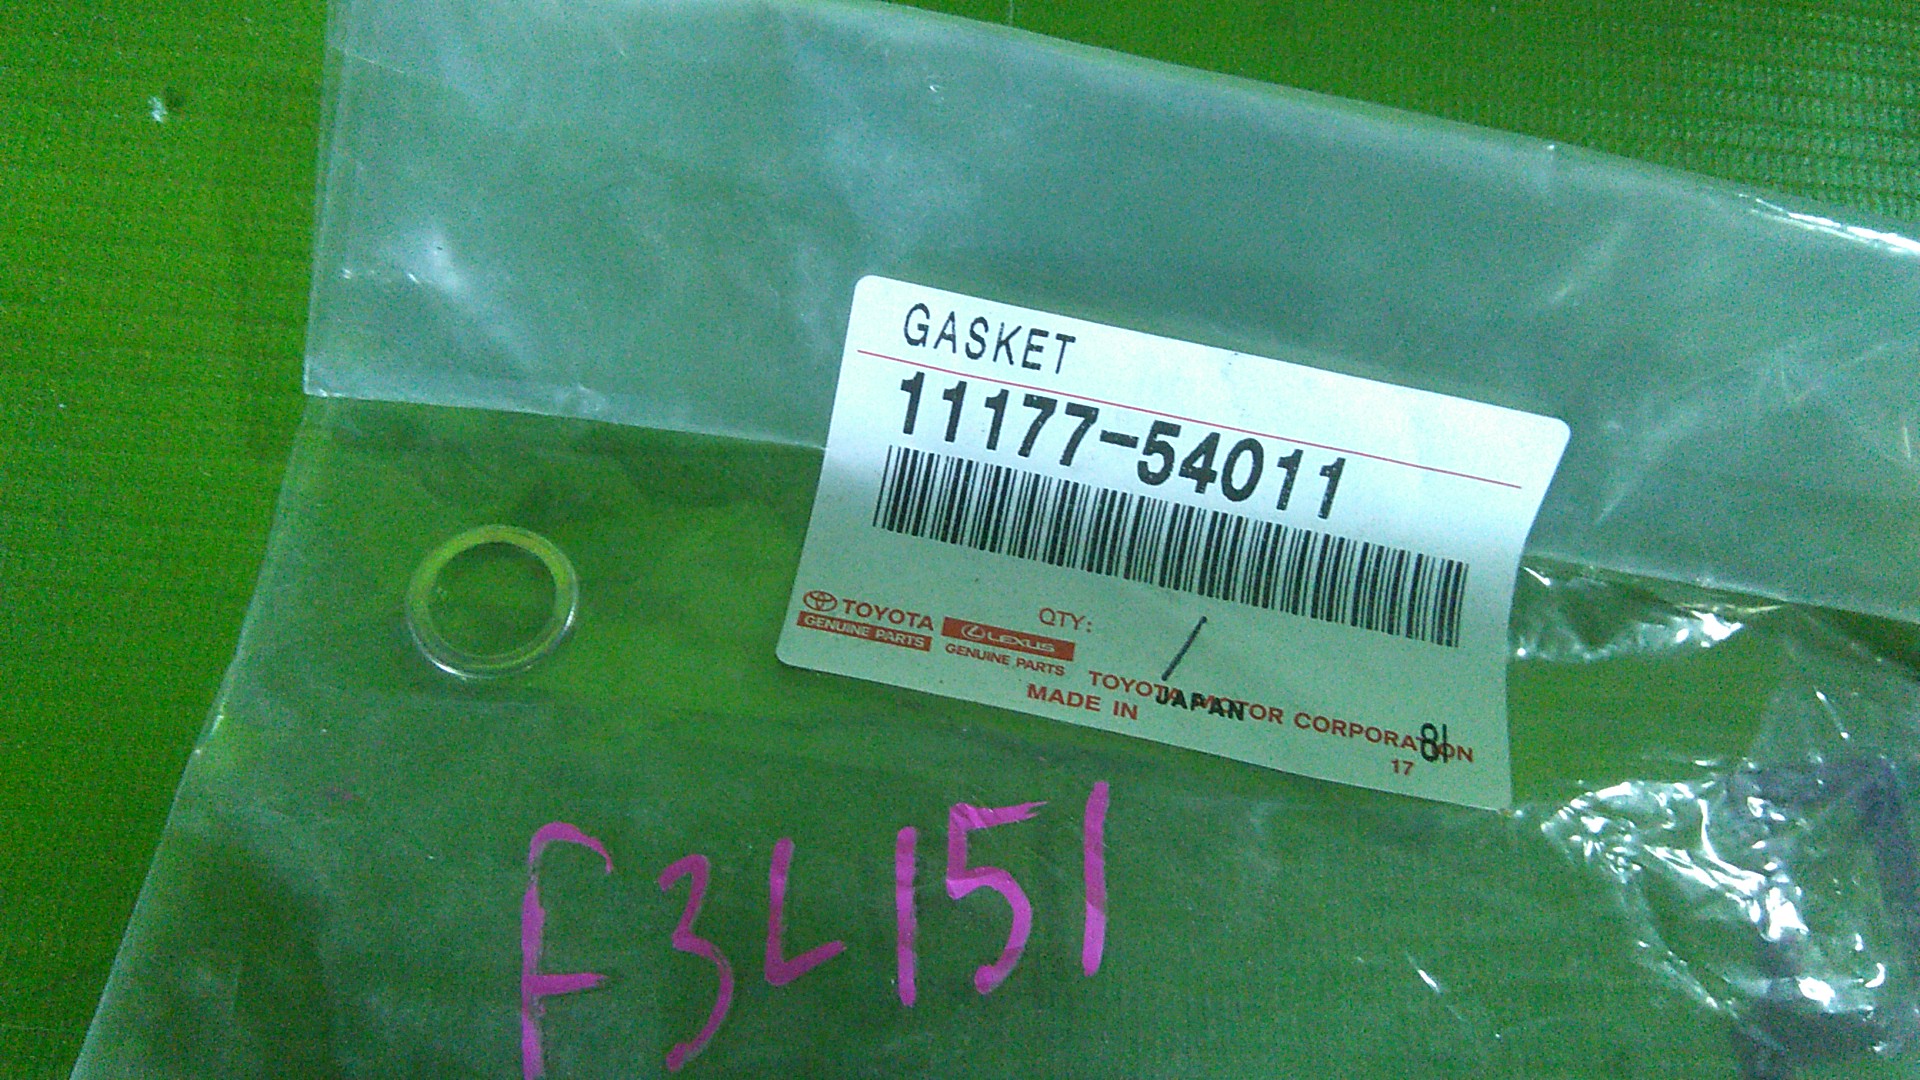 GASKET
11177-54011
TOYOTA
GENUINE PARTS
LEXUS
GENUINE PARTS
QTY: 1
TOYOTA MOTOR CORPORATION
MADE IN JAPAN
81
17
F3L151